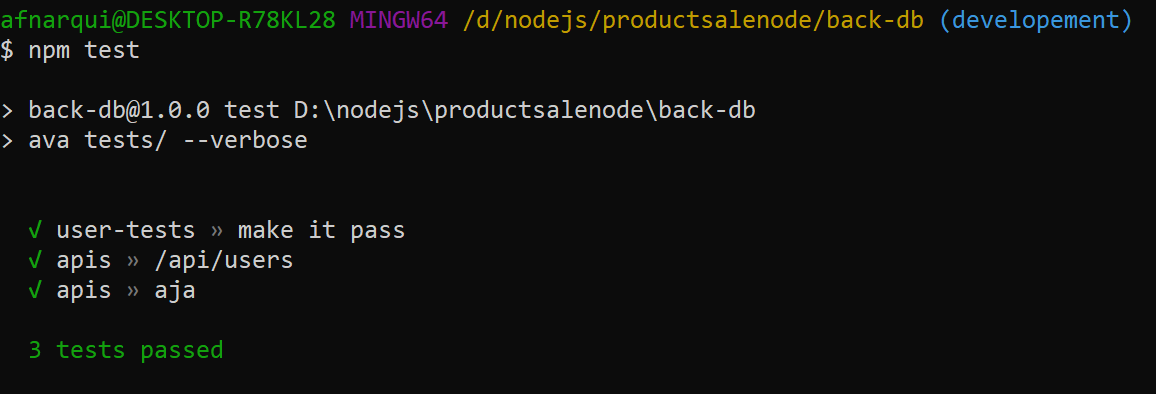 afnarqui@DESKTOP-R78KL28 MINGW64 /d/nodejs/productsalenode/back-db (developement)
$ npm test
> back-db@1.0.0 test D:\nodejs\productsalenode\back-db
> ava tests/ --verbose
√ user-tests » make it pass
√ apis » /api/users
√ apis » aja
3 tests passed